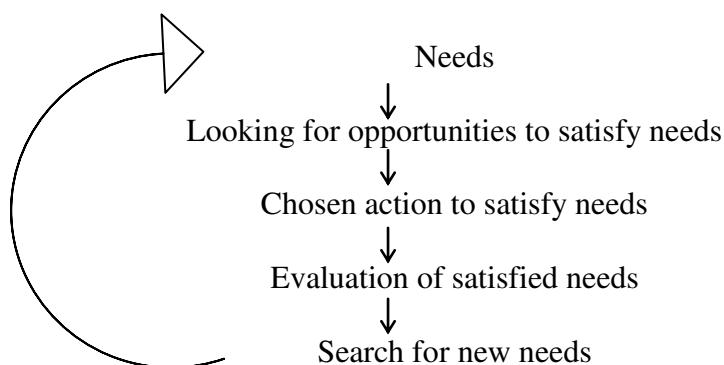 Needs
Looking for opportunities to satisfy needs
Chosen action to satisfy needs
Evaluation of satisfied needs
Search for new needs